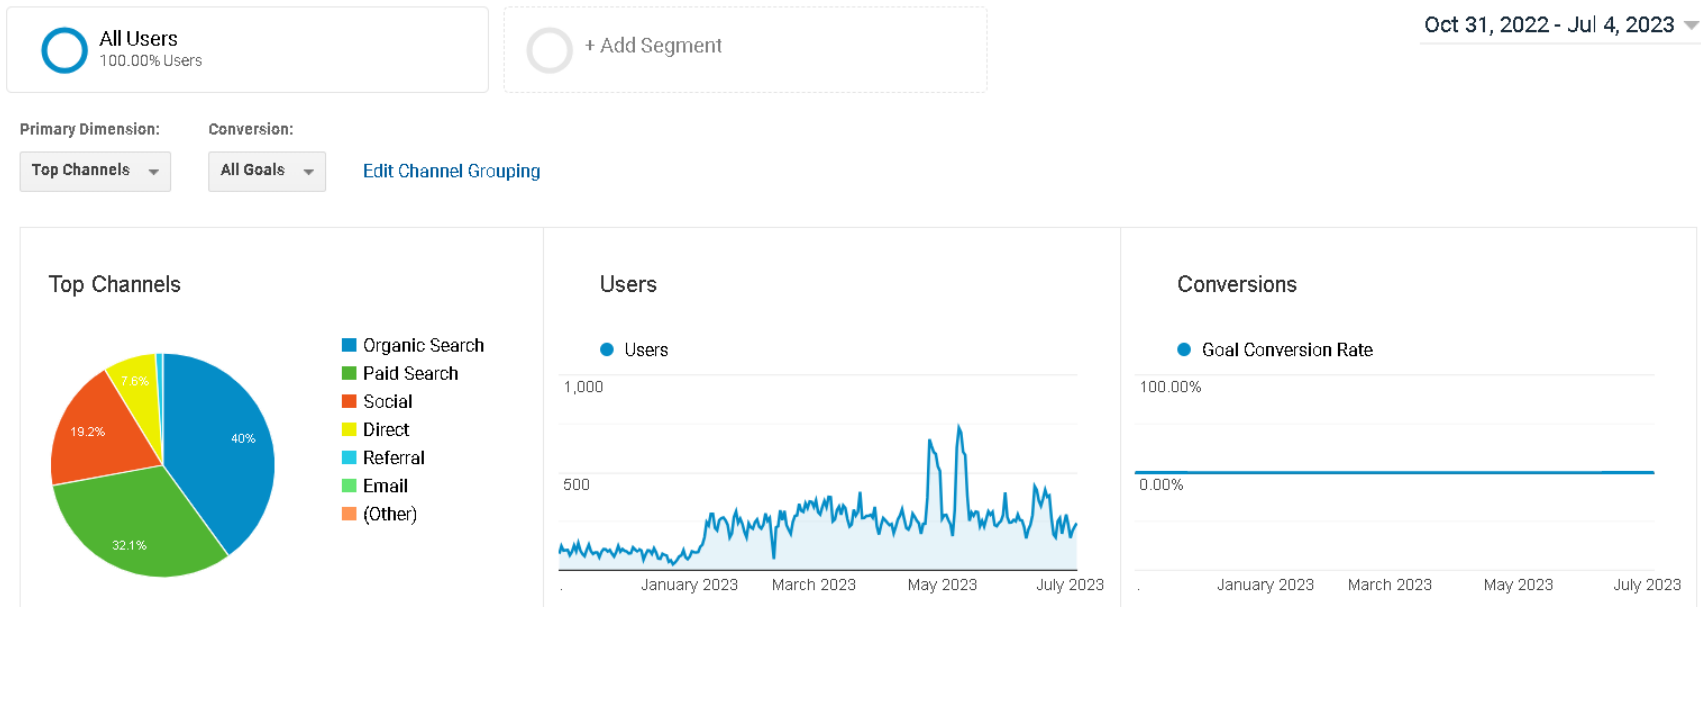 All Users
100.00% Users
+ Add Segment
Oct 31, 2022 - Jul 4, 2023
Primary Dimension:
Conversion:
Top Channels
All Goals
Edit Channel Grouping
Top Channels
Organic Search
Paid Search
Social
Direct
Referral
Email
(Other)
7.6%
19.2%
40%
32.1%
Users
Users
1,000
500
.
January 2023
March 2023
May 2023
July 2023
Conversions
Goal Conversion Rate
100.00%
0.00%
.
January 2023
March 2023
May 2023
July 2023